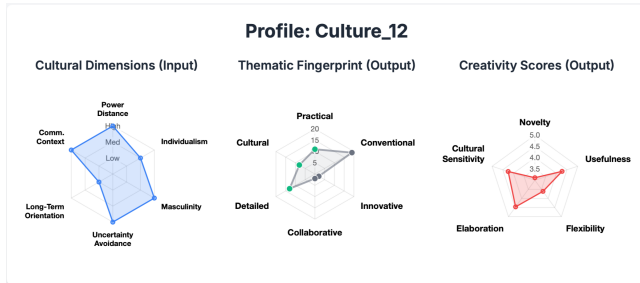 Profile: Culture_12
Cultural Dimensions (Input)
Power
Distance
High
Med
Low
Individualism
Masculinity
Uncertainty
Avoidance
Long-Term
Orientation
Comm.
Context
Thematic Fingerprint (Output)
Practical
20
15
10
5
Conventional
Innovative
Collaborative
Detailed
Cultural
Creativity Scores (Output)
Novelty
5.0
4.5
4.0
3.5
Usefulness
Flexibility
Elaboration
Cultural
Sensitivity